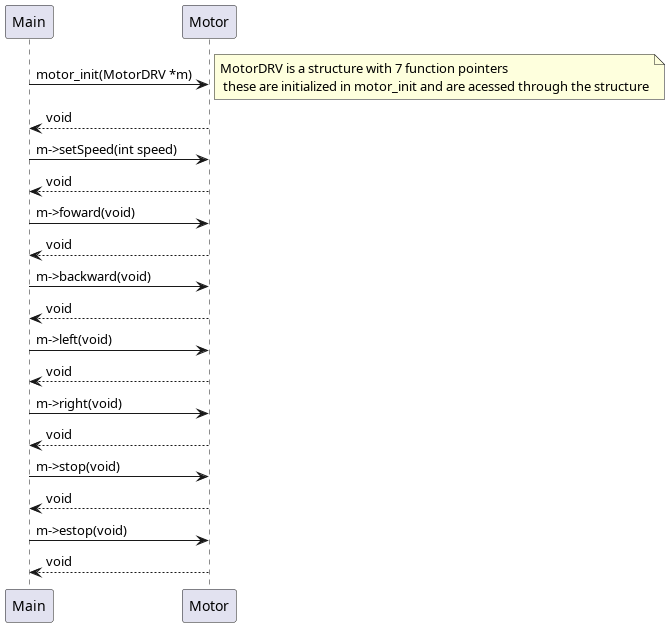 Main
Motor
motor_init(MotorDRV *m)
MotorDRV is a structure with 7 function pointers
these are initialized in motor_init and are acessed through the structure
void
m->setSpeed(int speed)
void
m->foward(void)
void
m->backward(void)
void
m->left(void)
void
m->right(void)
void
m->stop(void)
void
m->estop(void)
void
Main
Motor